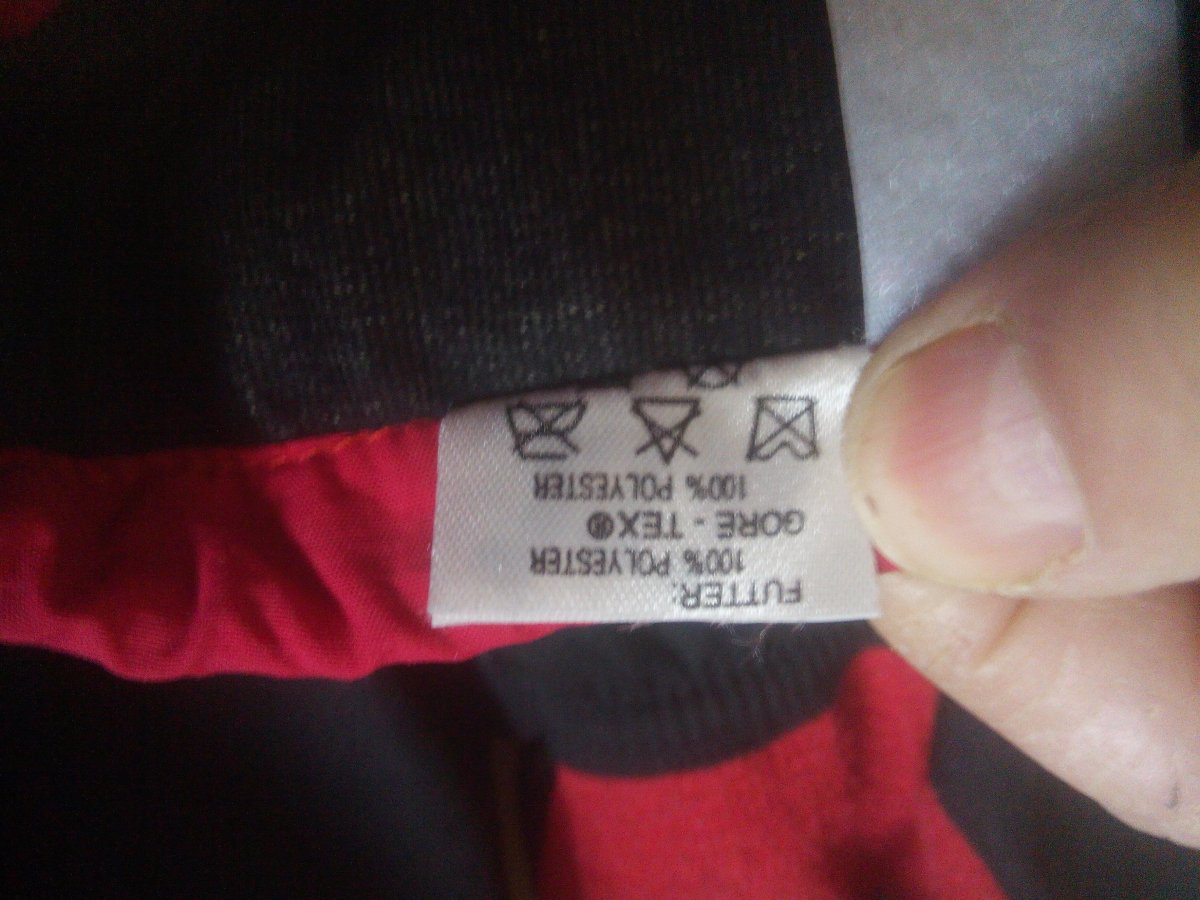 FUTTER:
100% POLYESTER
GORE - TEX®
100% POLYESTER